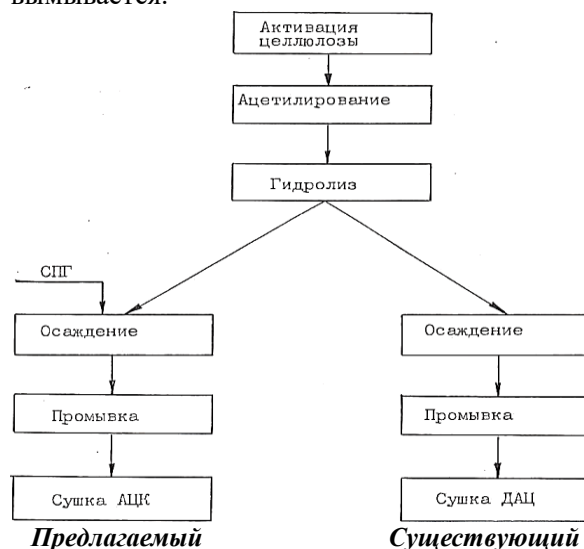 вымывается.
Активация
целлюлозы
Ацетилирование
Гидролиз
СПГ
Осаждение
Осаждение
Промывка
Промывка
Сушка АЦК
Сушка ДАЦ
Предлагаемый
Существующий